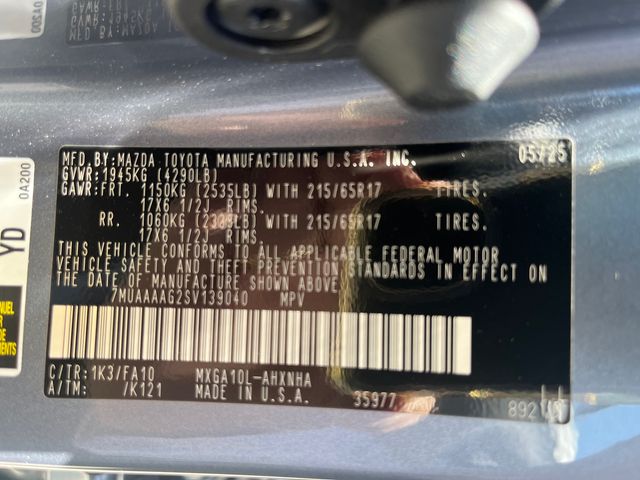 MFD.BY:MAZDA TOYOTA MANUFACTURING U.S.A. INC. 05/25
GVWR:1945KG (4290LB)
GAWR:FRT. 1150KG (2535LB) WITH 215/65R17 TIRES.
17X6 1/2J RIMS.
RR. 1060KG (2335LB) WITH 215/65R17 TIRES.
17X6 1/2J RIMS.
THIS VEHICLE CONFORMS TO ALL APPLICABLE FEDERAL MOTOR
VEHICLE SAFETY AND THEFT PREVENTION STANDARDS IN EFFECT ON
THE DATE OF MANUFACTURE SHOWN ABOVE.
7MUAAAAG2SV139040 MPV
C/TR:1K3/FA10 MXGA10L-AHXNHA
A/TM: /K121 MADE IN U.S.A. 35977
0A200
YD